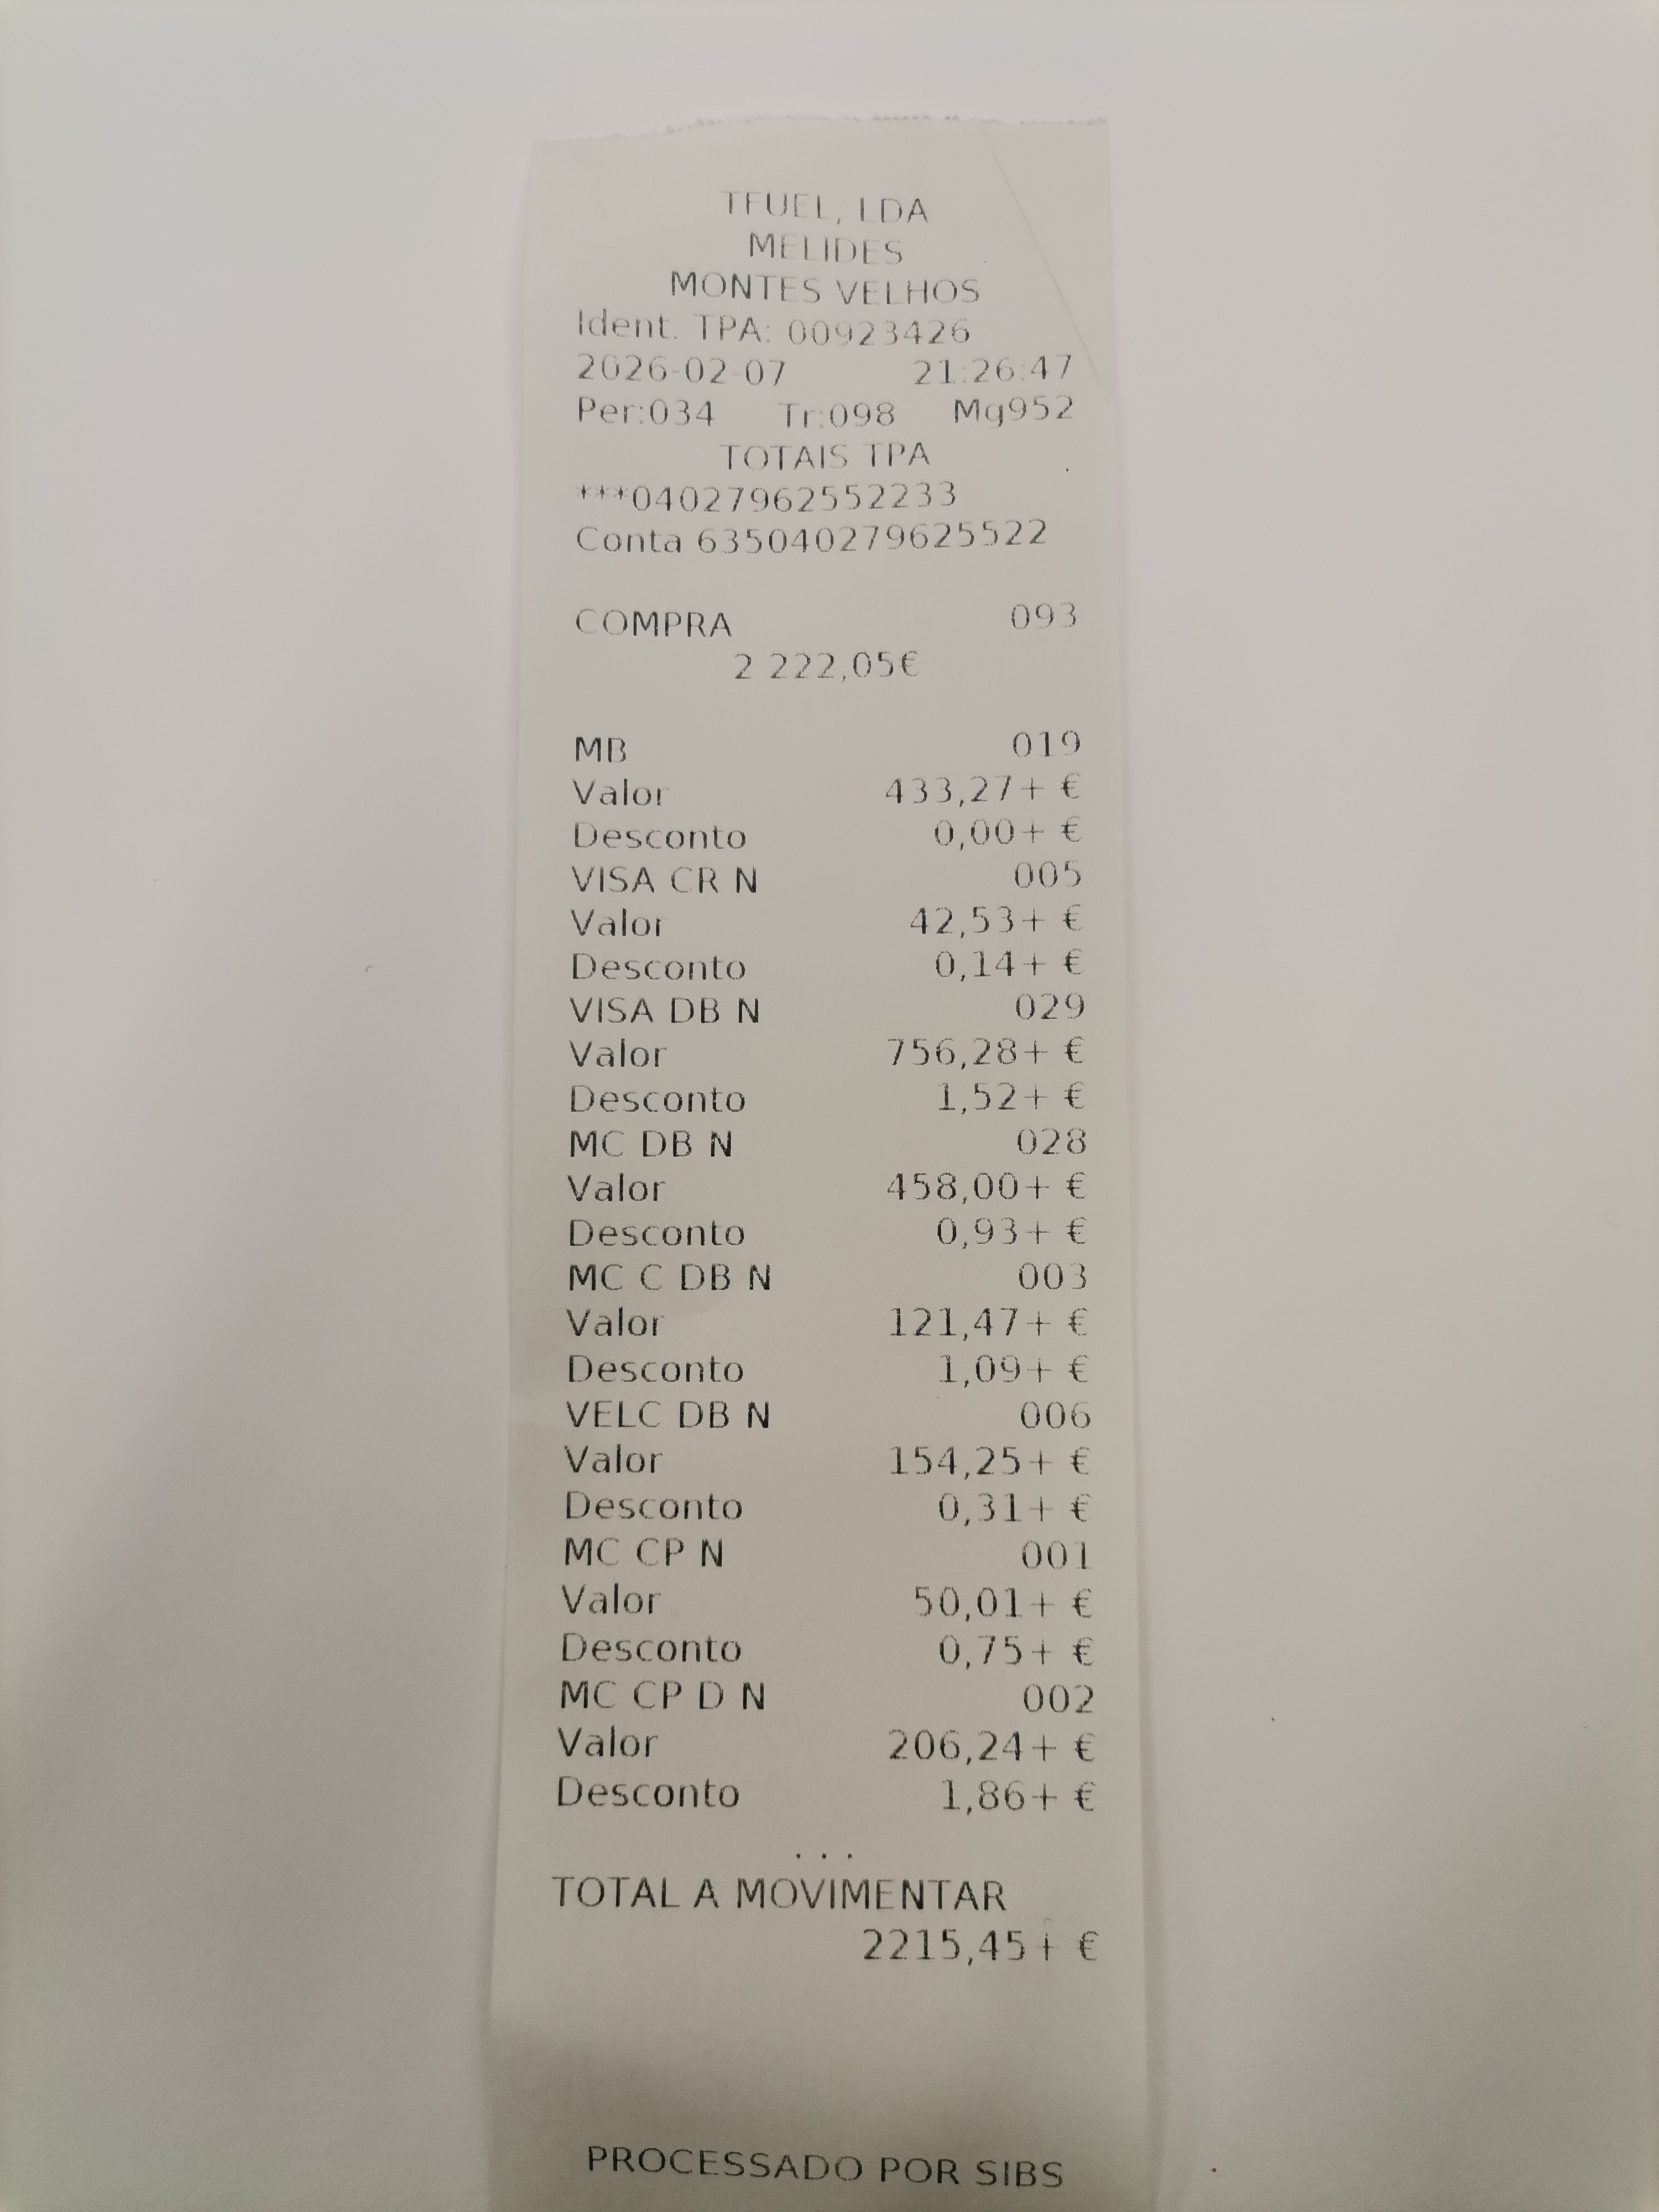 TFUEL, LDA
MELIDES
MONTES VELHOS
Ident. TPA: 00923426
2026-02-07 21:26:47
Per:034 Tr:098 Mg952
TOTAIS TPA
***04027962552233
Conta 635040279625522
COMPRA 093
2 222,05€
MB 019
Valor 433,27+ €
Desconto 0,00+ €
VISA CR N 005
Valor 42,53+ €
Desconto 0,14+ €
VISA DB N 029
Valor 756,28+ €
Desconto 1,52+ €
MC DB N 028
Valor 458,00+ €
Desconto 0,93+ €
MC C DB N 003
Valor 121,47+ €
Desconto 1,09+ €
VELC DB N 006
Valor 154,25+ €
Desconto 0,31+ €
MC CP N 001
Valor 50,01+ €
Desconto 0,75+ €
MC CP D N 002
Valor 206,24+ €
Desconto 1,86+ €
...
TOTAL A MOVIMENTAR
2215,45+ €
PROCESSADO POR SIBS